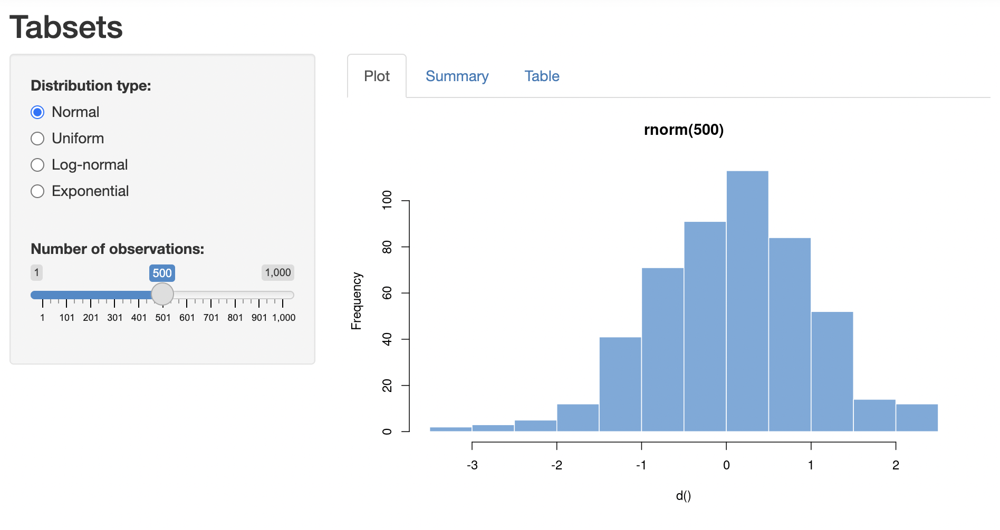 Tabsets
Distribution type:
Normal
Uniform
Log-normal
Exponential
Number of observations:
1 500 1,000
1 101 201 301 401 501 601 701 801 901 1,000
Plot Summary Table
rnorm(500)
Frequency
100
80
60
40
20
0
-3 -2 -1 0 1 2
d()